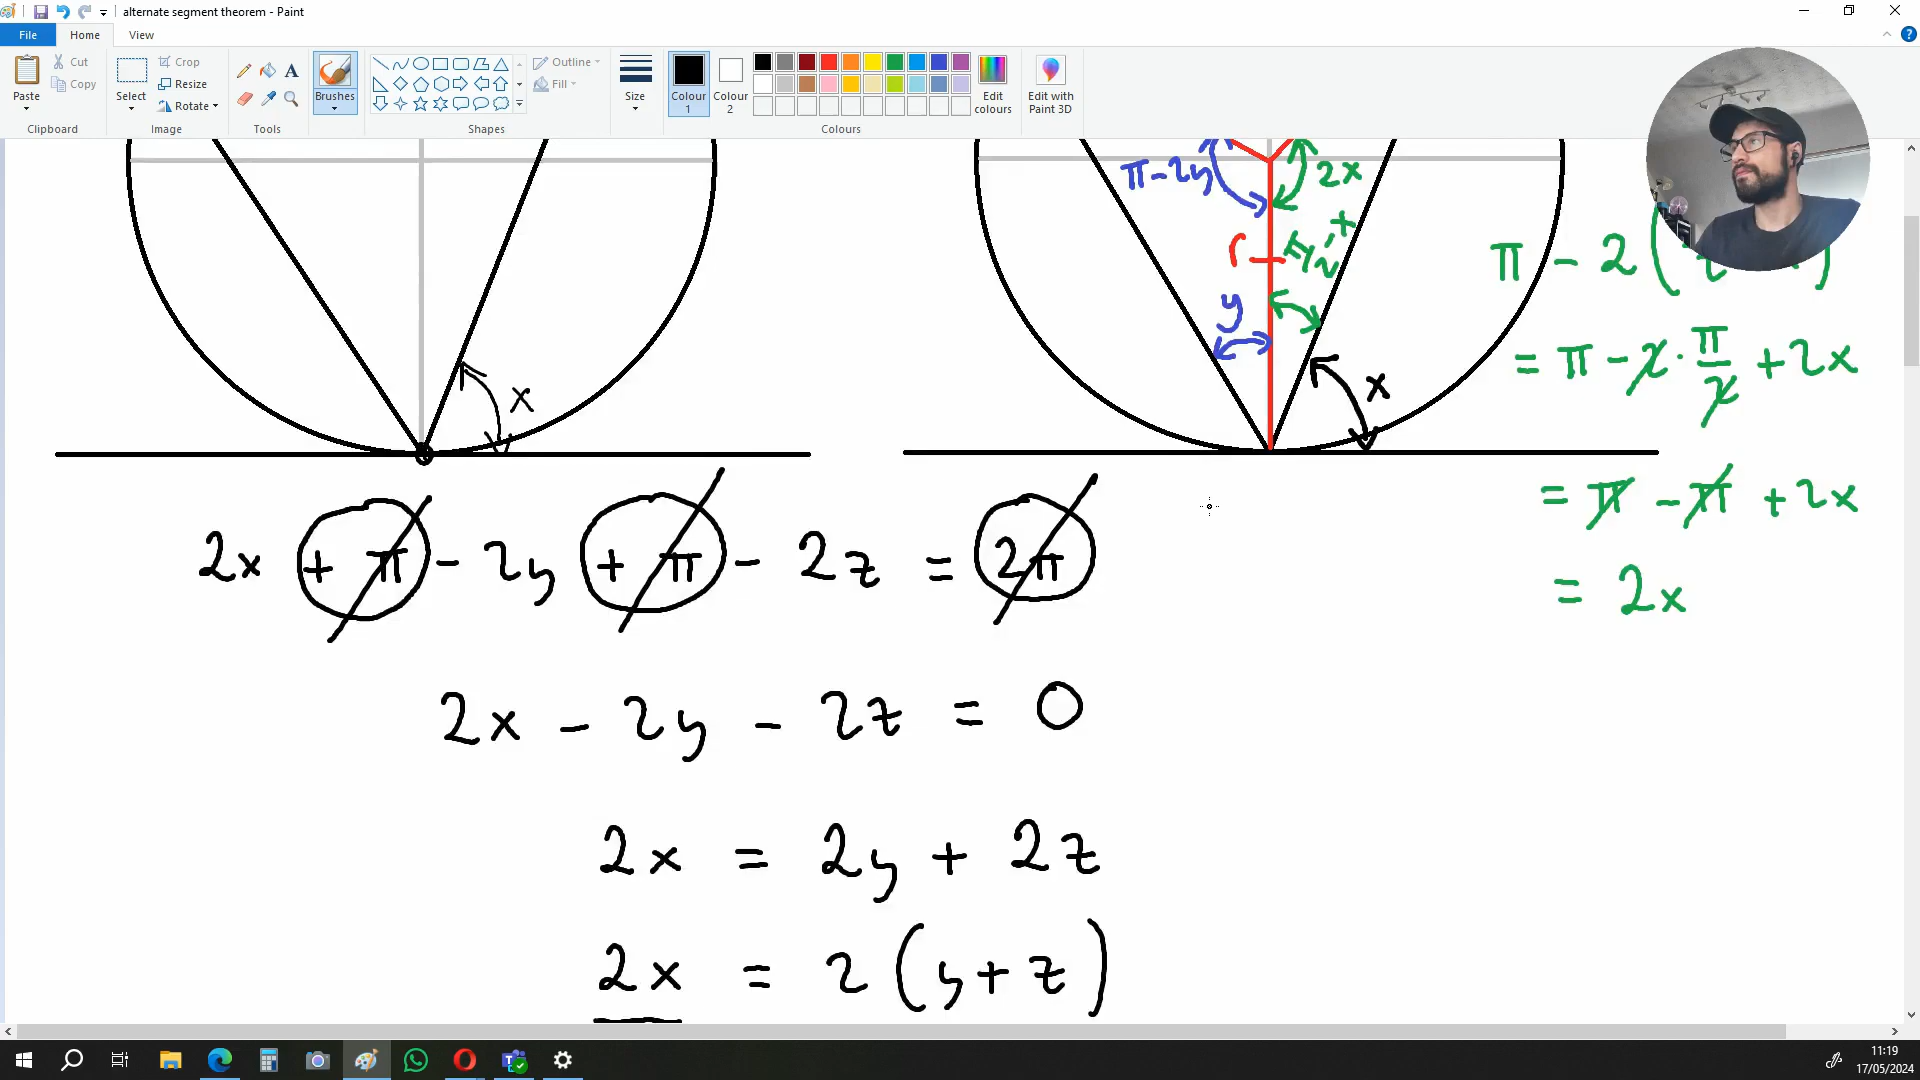 alternate segment theorem - Paint
File Home View
Paste
Cut
Copy
Clipboard
Select
Crop
Resize
Rotate
Image
A
Tools
Brushes
Shapes
Outline
Fill
Size
Colour 1
Colour 2
Edit colours
Colours
Edit with Paint 3D
x
π-2y
2x
r
π/2 - x
y
x
π - 2(
= π - 2 · π/2 + 2x
= π - π + 2x
= 2x
2x + π - 2y + π - 2z = 2π
2x - 2y - 2z = 0
2x = 2y + 2z
2x = 2(y+z)
11:19
17/05/2024